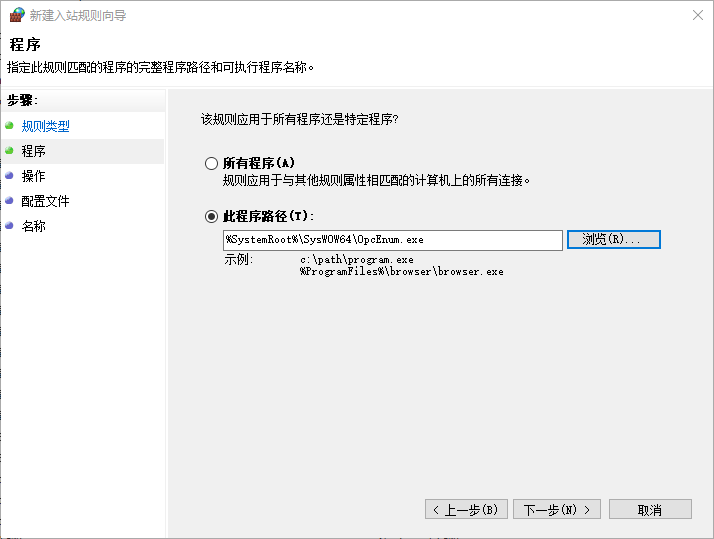 新建入站规则向导
程序
指定此规则匹配的程序的完整程序路径和可执行程序名称。
步骤:
规则类型
程序
操作
配置文件
名称
该规则应用于所有程序还是特定程序?
所有程序(A)
规则应用于与其他规则属性相匹配的计算机上的所有连接。
此程序路径(T):
%SystemRoot%\SysWOW64\OpcEnum.exe
浏览(R)...
示例: c:\path\program.exe
%ProgramFiles%\browser\browser.exe
< 上一步(B) 下一步(N) > 取消